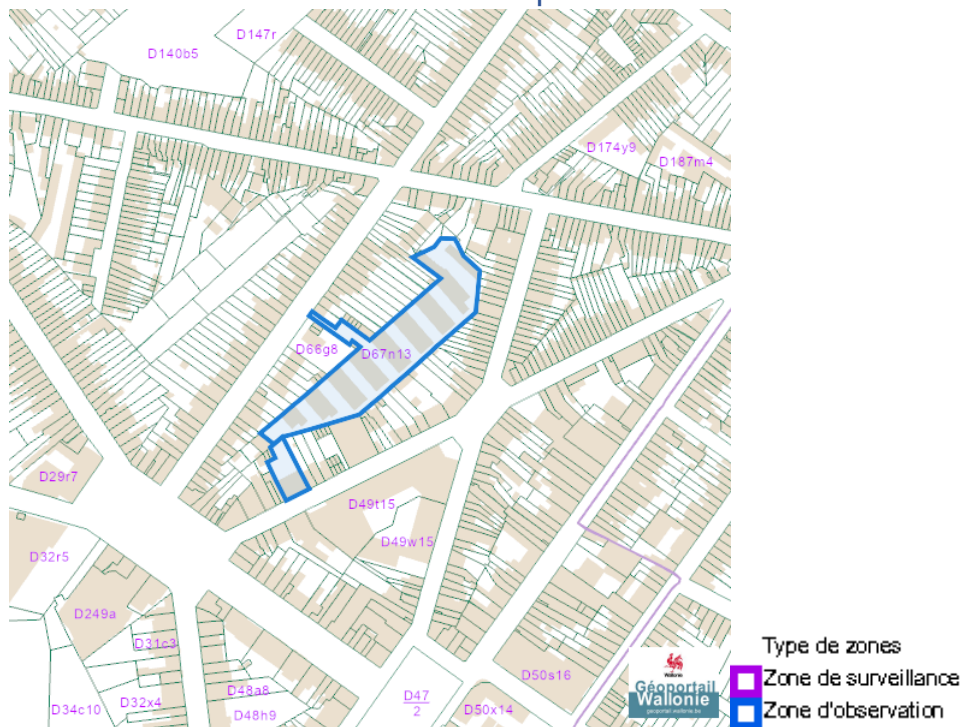 D147r
D140b5
D174y9
D187m4
D66g8
D67n13
D29r7
D49t15
D49w15
D32r5
D249a
D31c3
D50s16
D48a8
D47
2
D34c10
D32x4
D48h9
D50x14
Wallonie
Géoportail
Wallonie
geoportail.wallonie.be
Type de zones
Zone de surveillance
Zone d'observation